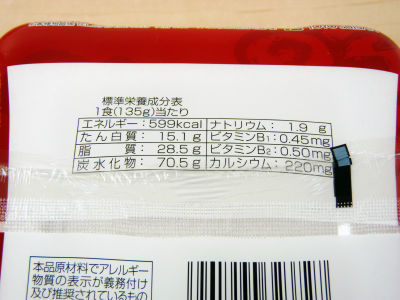 標準栄養成分表
1食(135g)当たり
エネルギー:599kcal ナトリウム: 1.9 g
たん白質: 15.1 g ビタミンB1:0.45mg
脂 質: 28.5 g ビタミンB2:0.50mg
炭水化物: 70.5 g カルシウム: 220mg
本品原材料でアレルギー
物質の表示が義務付け
及び推奨されているもの